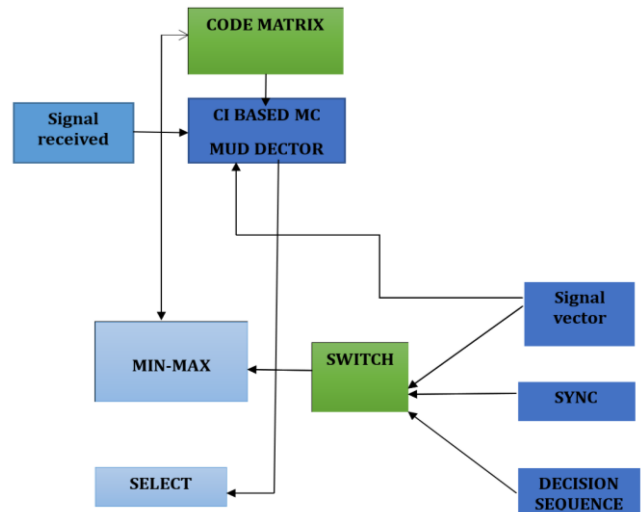 CODE MATRIX
Signal
received
CI BASED MC
MUD DECTOR
Signal
vector
MIN-MAX
SWITCH
SYNC
SELECT
DECISION
SEQUENCE